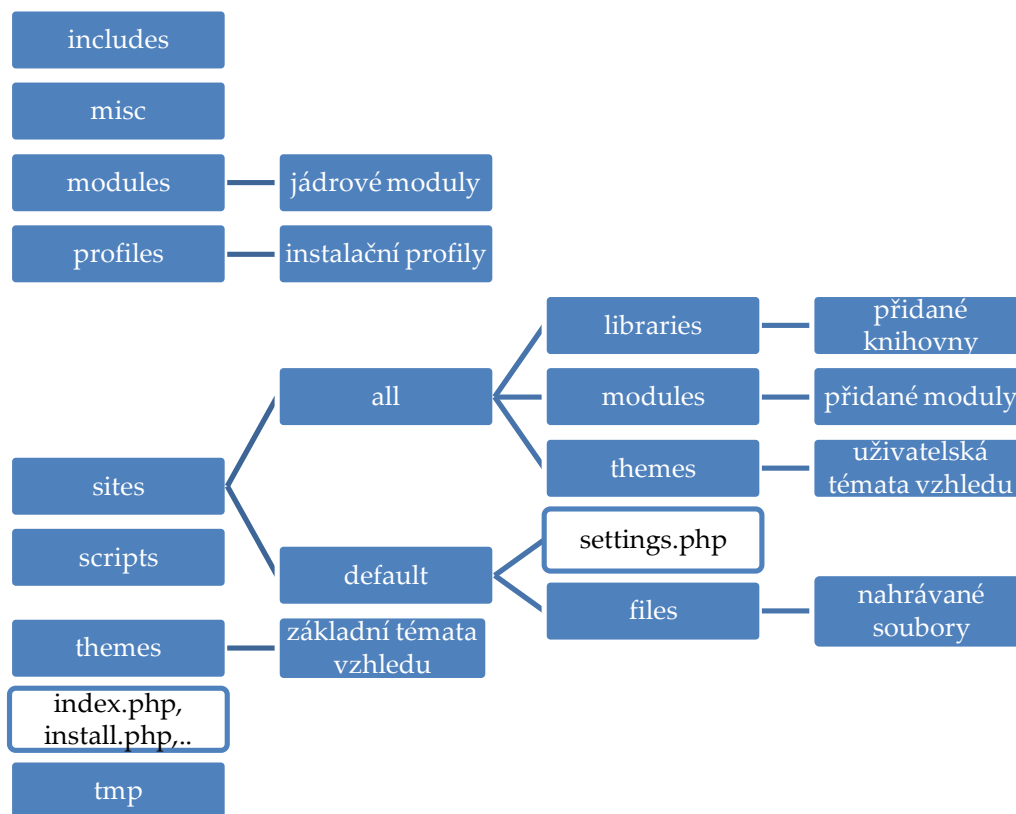 includes
misc
modules
jádrové moduly
profiles
instalační profily
sites
all
libraries
přidané
knihovny
modules
přidané moduly
themes
uživatelská
témata vzhledu
default
settings.php
files
nahrávané
soubory
scripts
themes
základní témata
vzhledu
index.php,
install.php,..
tmp